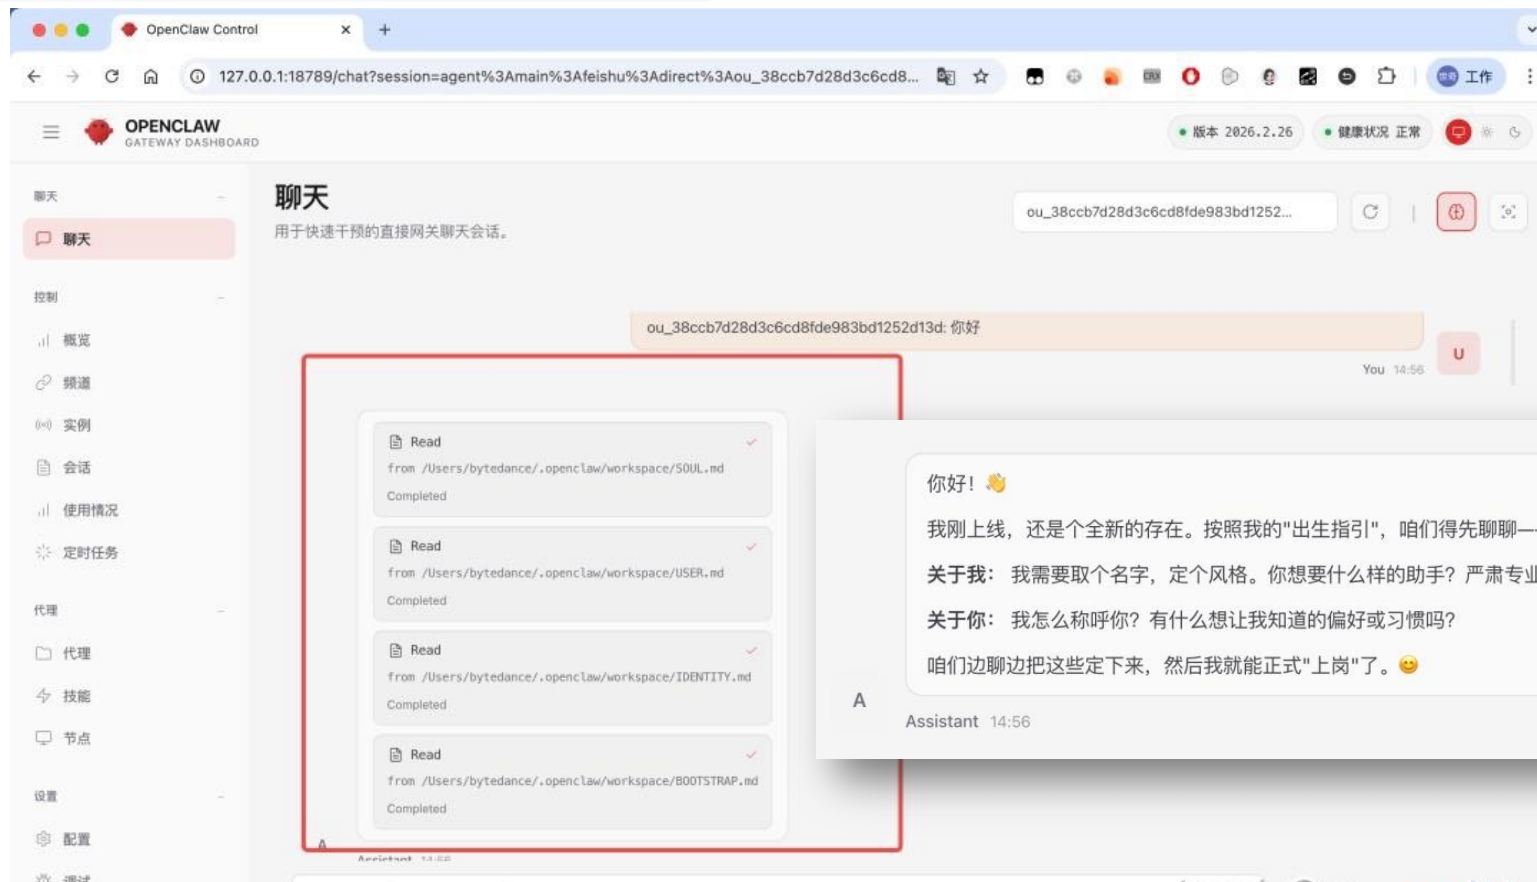 OpenClaw Control
127.0.0.1:18789/chat?session=agent%3Amain%3Afeishu%3Adirect%3Aou_38ccb7d28d3c6cd8...
工作
OPENCLAW
GATEWAY DASHBOARD
版本 2026.2.26
健康状况 正常
聊天
聊天
控制
概览
频道
实例
会话
使用情况
定时任务
代理
代理
技能
节点
设置
配置
调试
聊天
用于快速干预的直接网关聊天会话。
ou_38ccb7d28d3c6cd8fde983bd1252...
ou_38ccb7d28d3c6cd8fde983bd1252d13d: 你好
U
You 14:56
Read
from /Users/bytedance/.openclaw/workspace/SOUL.md
Completed
Read
from /Users/bytedance/.openclaw/workspace/USER.md
Completed
Read
from /Users/bytedance/.openclaw/workspace/IDENTITY.md
Completed
Read
from /Users/bytedance/.openclaw/workspace/BOOTSTRAP.md
Completed
A
Assistant 14:56
你好！👋
我刚上线，还是个全新的存在。按照我的"出生指引"，咱们得先聊聊—
关于我： 我需要取个名字，定个风格。你想要什么样的助手？严肃专业
关于你： 我怎么称呼你？有什么想让我知道的偏好或习惯吗？
咱们边聊边把这些定下来，然后我就能正式"上岗"了。😊
A
Assistant 14:56